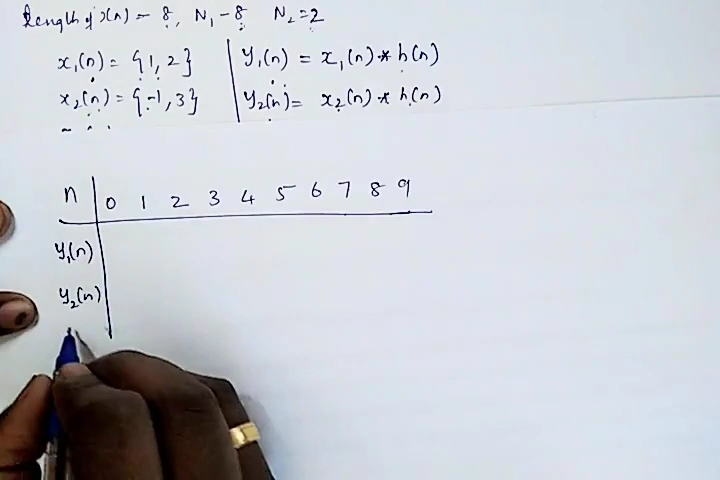 Length of x(n) - 8, N₁ - 8 N₂ = 2
x₁(n) = {1, 2} | y₁(n) = x₁(n) * h(n)
x₂(n) = {-1, 3} | y₂(n) = x₂(n) * h(n)
n 0 1 2 3 4 5 6 7 8 9
y₁(n)
y₂(n)